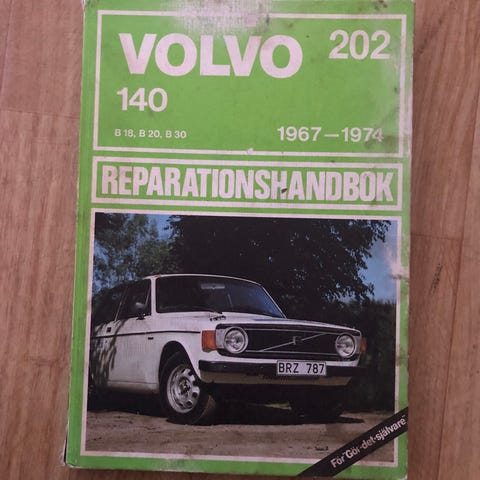 VOLVO 202
140
B 18, B 20, B 30 1967—1974
REPARATIONSHANDBOK
BRZ 787
För "Gör-det-självare"